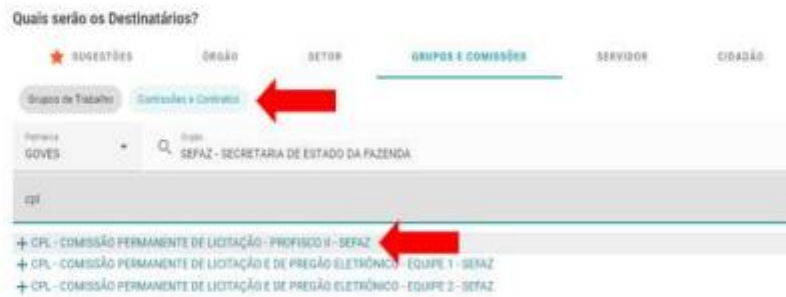 Quais serão os Destinatários?
SUGESTÕES ÓRGÃO SETOR GRUPOS E COMISSÕES SERVIDOR CIDADÃO
Grupos de Trabalho Comissões e Contratos
Patriarca Órgão
GOVES SEFAZ - SECRETARIA DE ESTADO DA FAZENDA
cpl
+ CPL - COMISSÃO PERMANENTE DE LICITAÇÃO - PROFISCO II - SEFAZ
+ CPL - COMISSÃO PERMANENTE DE LICITAÇÃO E DE PREGÃO ELETRÔNICO - EQUIPE 1 - SEFAZ
+ CPL - COMISSÃO PERMANENTE DE LICITAÇÃO E DE PREGÃO ELETRÔNICO - EQUIPE 2 - SEFAZ